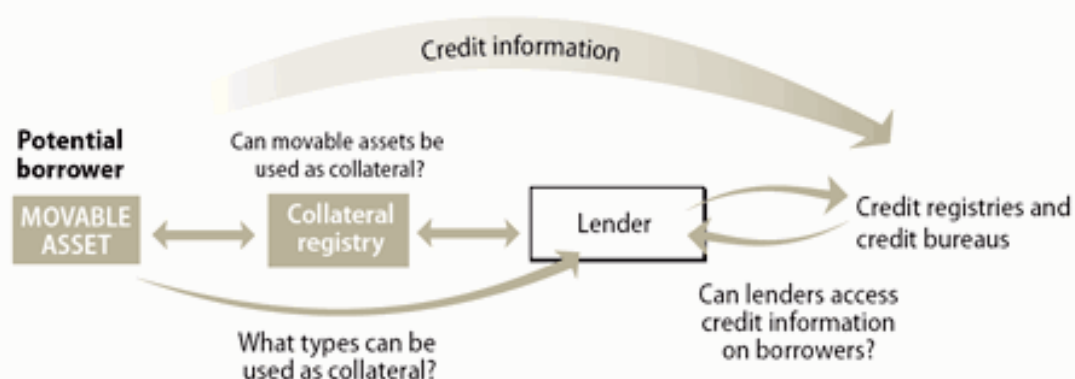 Credit information
Potential
borrower
Can movable assets be
used as collateral?
MOVABLE
ASSET
Collateral
registry
Lender
Credit registries and
credit bureaus
What types can be
used as collateral?
Can lenders access
credit information
on borrowers?